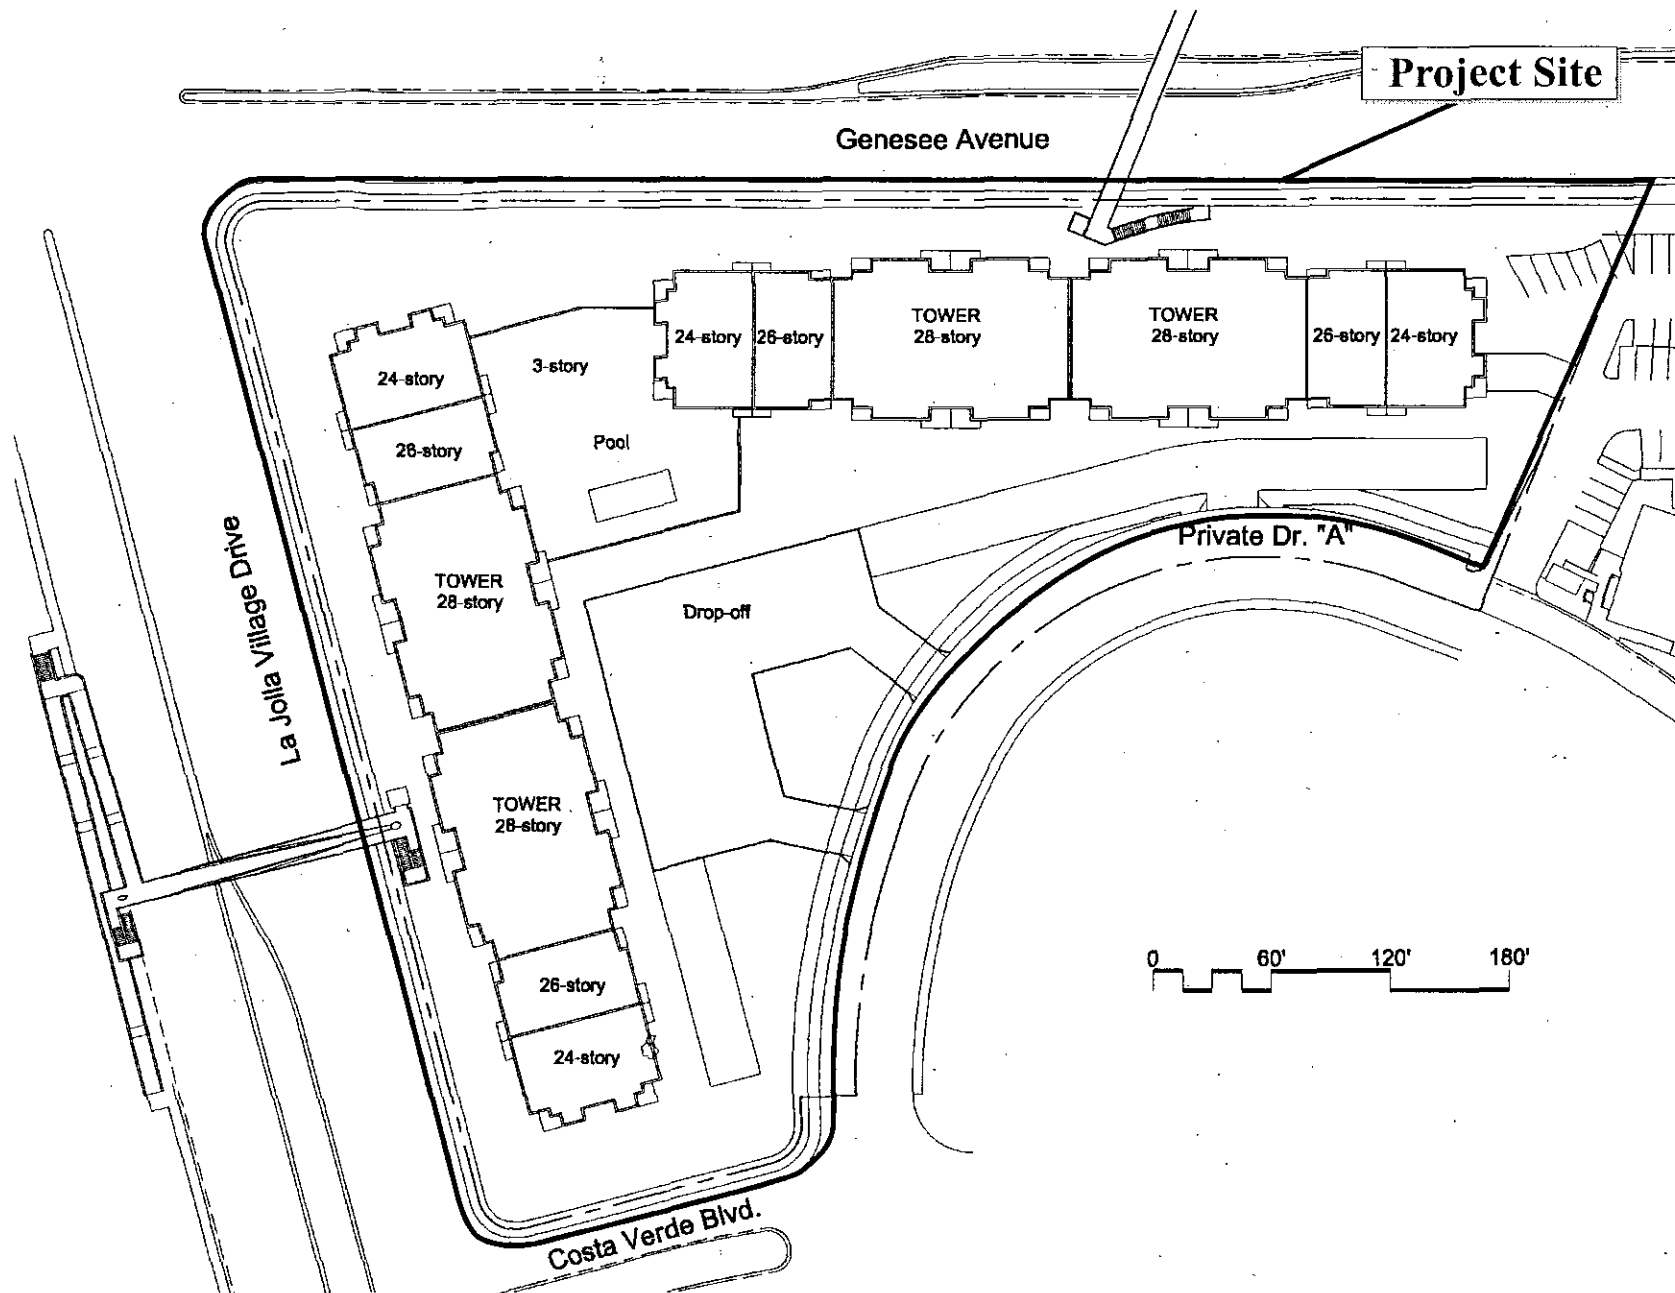 Project Site
Genesee Avenue
TOWER
28-story
TOWER
28-story
24-story
26-story
26-story
24-story
3-story
24-story
Pool
26-story
La Jolla Village Drive
Private Dr. "A"
TOWER
28-story
Drop-off
TOWER
28-story
0
60'
120'
180'
26-story
24-story
Costa Verde Blvd.